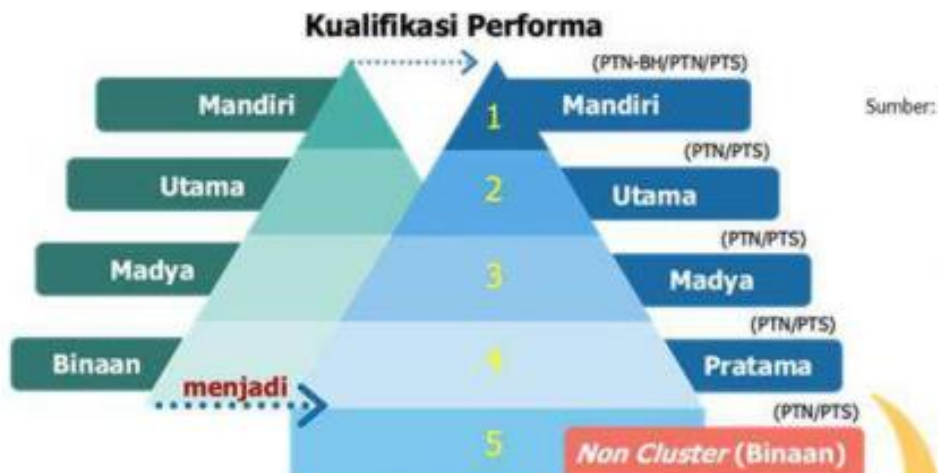 Kualifikasi Performa
(PTN-BH/PTN/PTS)
Mandiri
1
Mandiri
Sumber:
(PTN/PTS)
Utama
2
Utama
(PTN/PTS)
Madya
3
Madya
(PTN/PTS)
Binaan
4
Pratama
menjadi
(PTN/PTS)
5
Non Cluster (Binaan)